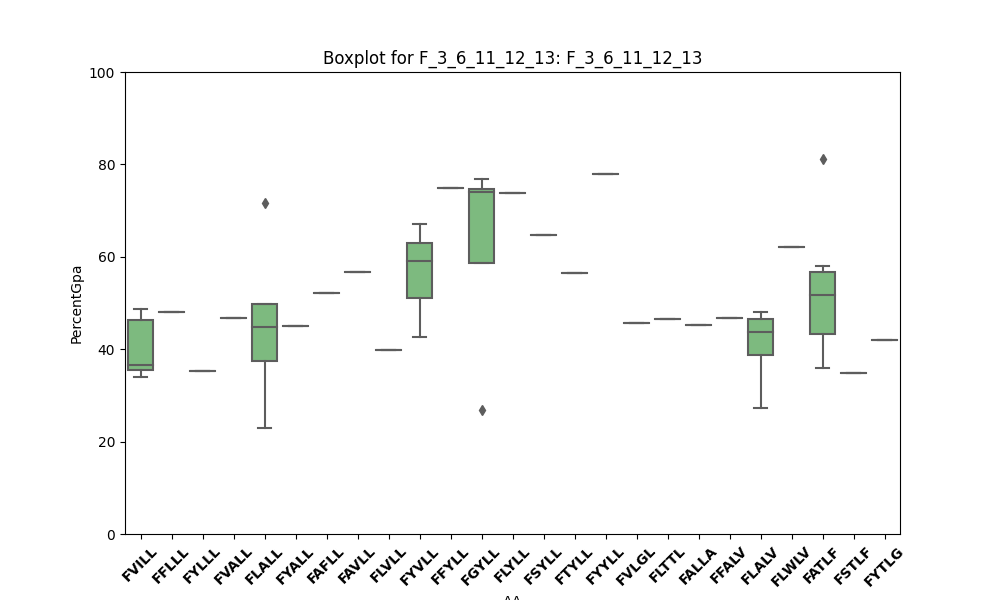 Boxplot for F_3_6_11_12_13: F_3_6_11_12_13
100
80
60
40
20
0
PercentGpa
FVILL
FFLLL
FYLLL
FVALL
FLALL
FYALL
FAFLL
FAVLL
FLVLL
FYVLL
FFYLL
FGYLL
FLYLL
FSYLL
FTYLL
FYYLL
FVLGL
FLTTL
FALLA
FFALV
FLALV
FLWLV
FATLF
FSTLF
FYTLG
AA